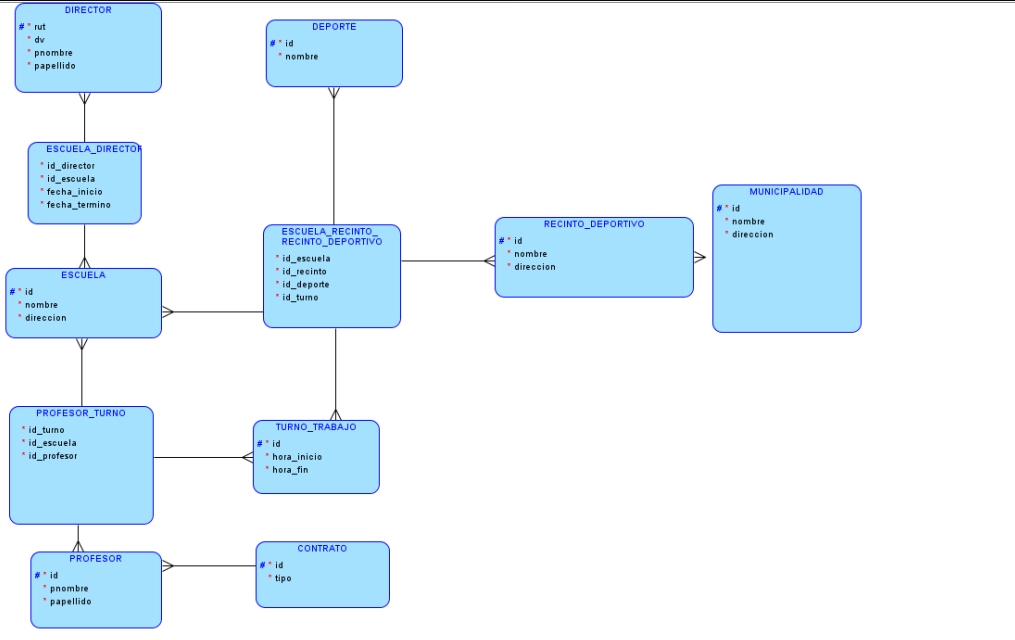 DIRECTOR
# * rut
* dv
* pnombre
* papellido
DEPORTE
# * id
* nombre
ESCUELA_DIRECTOR
* id_director
* id_escuela
* fecha_inicio
* fecha_termino
MUNICIPALIDAD
# * id
* nombre
* direccion
ESCUELA_RECINTO_
RECINTO_DEPORTIVO
* id_escuela
* id_recinto
* id_deporte
* id_turno
RECINTO_DEPORTIVO
# * id
* nombre
* direccion
ESCUELA
# * id
* nombre
* direccion
PROFESOR_TURNO
* id_turno
* id_escuela
* id_profesor
TURNO_TRABAJO
# * id
* hora_inicio
* hora_fin
PROFESOR
# * id
* pnombre
* papellido
CONTRATO
# * id
* tipo